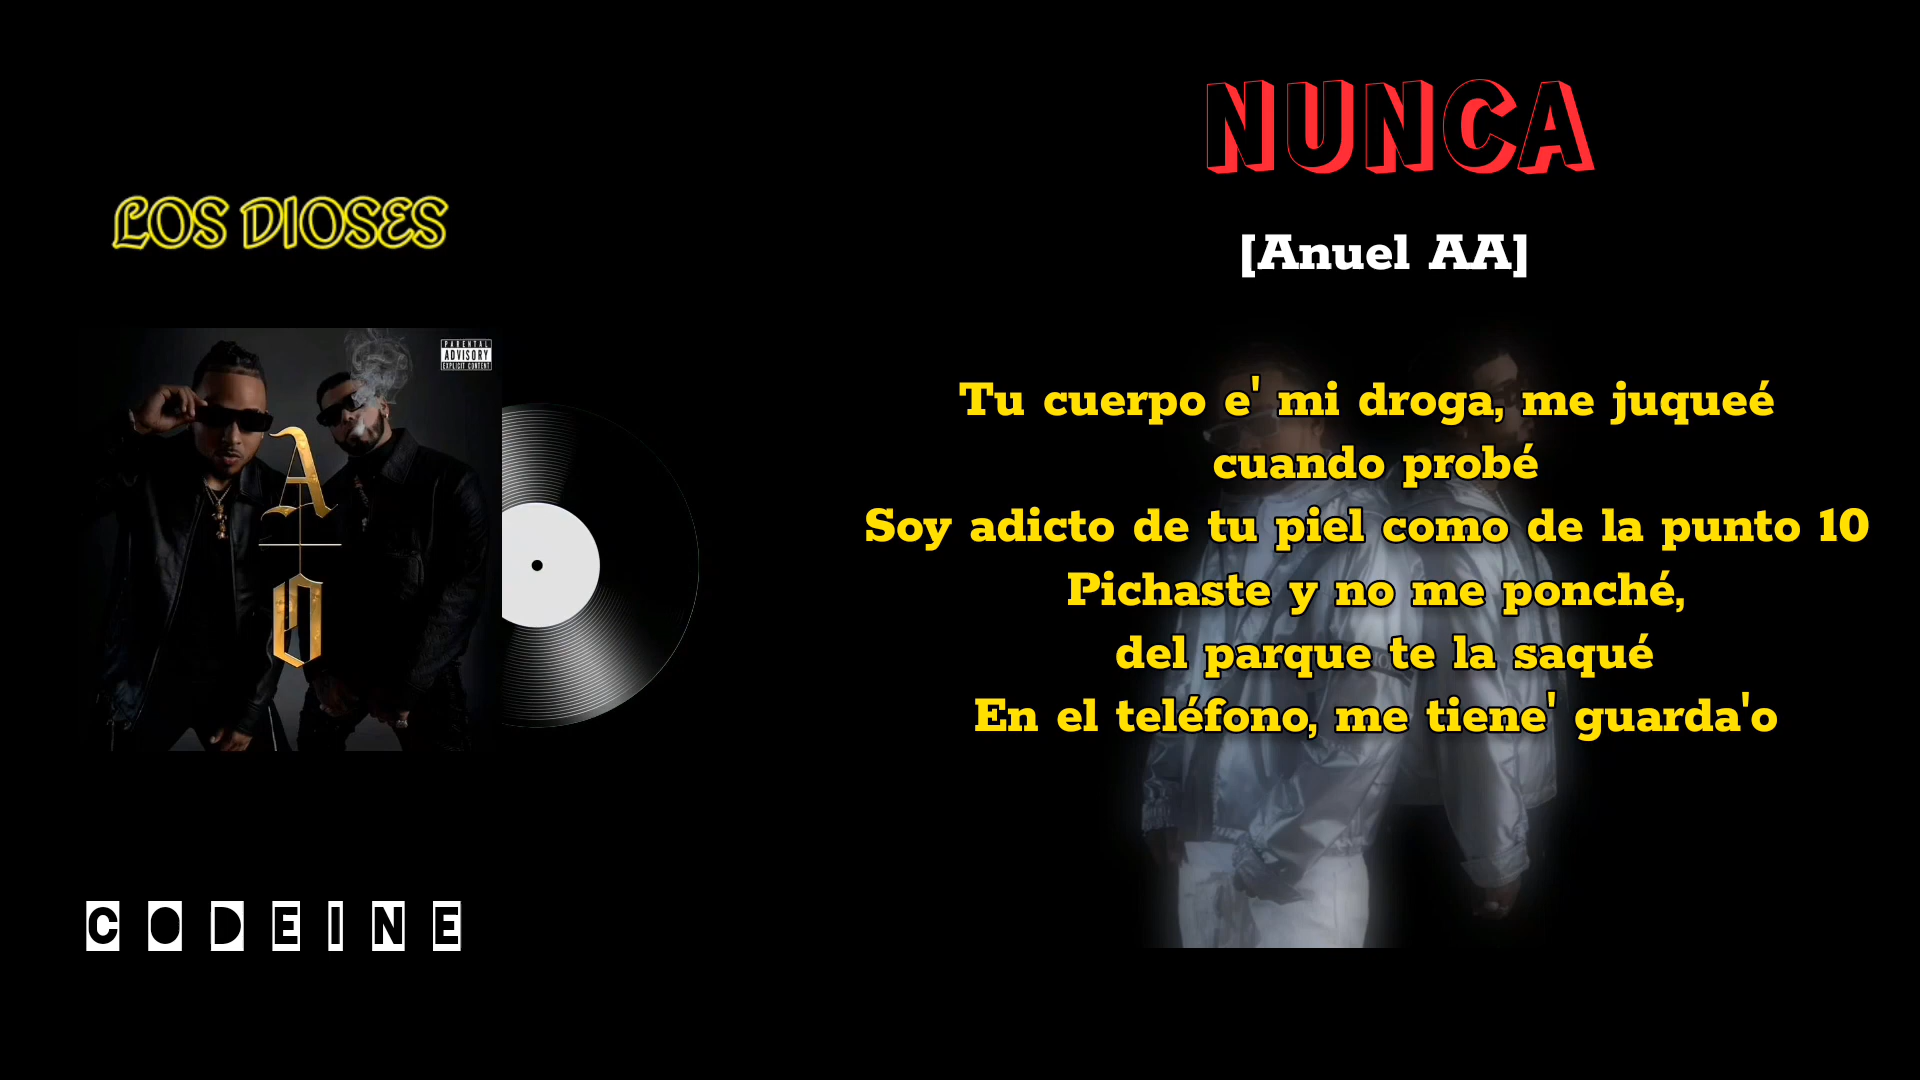 LOS DIOSES
PARENTAL
ADVISORY
EXPLICIT CONTENT
A
O
CODEINE
NUNCA
[Anuel AA]
Tu cuerpo e' mi droga, me juqueé
cuando probé
Soy adicto de tu piel como de la punto 10
Pichaste y no me ponché,
del parque te la saqué
En el teléfono, me tiene' guarda'o